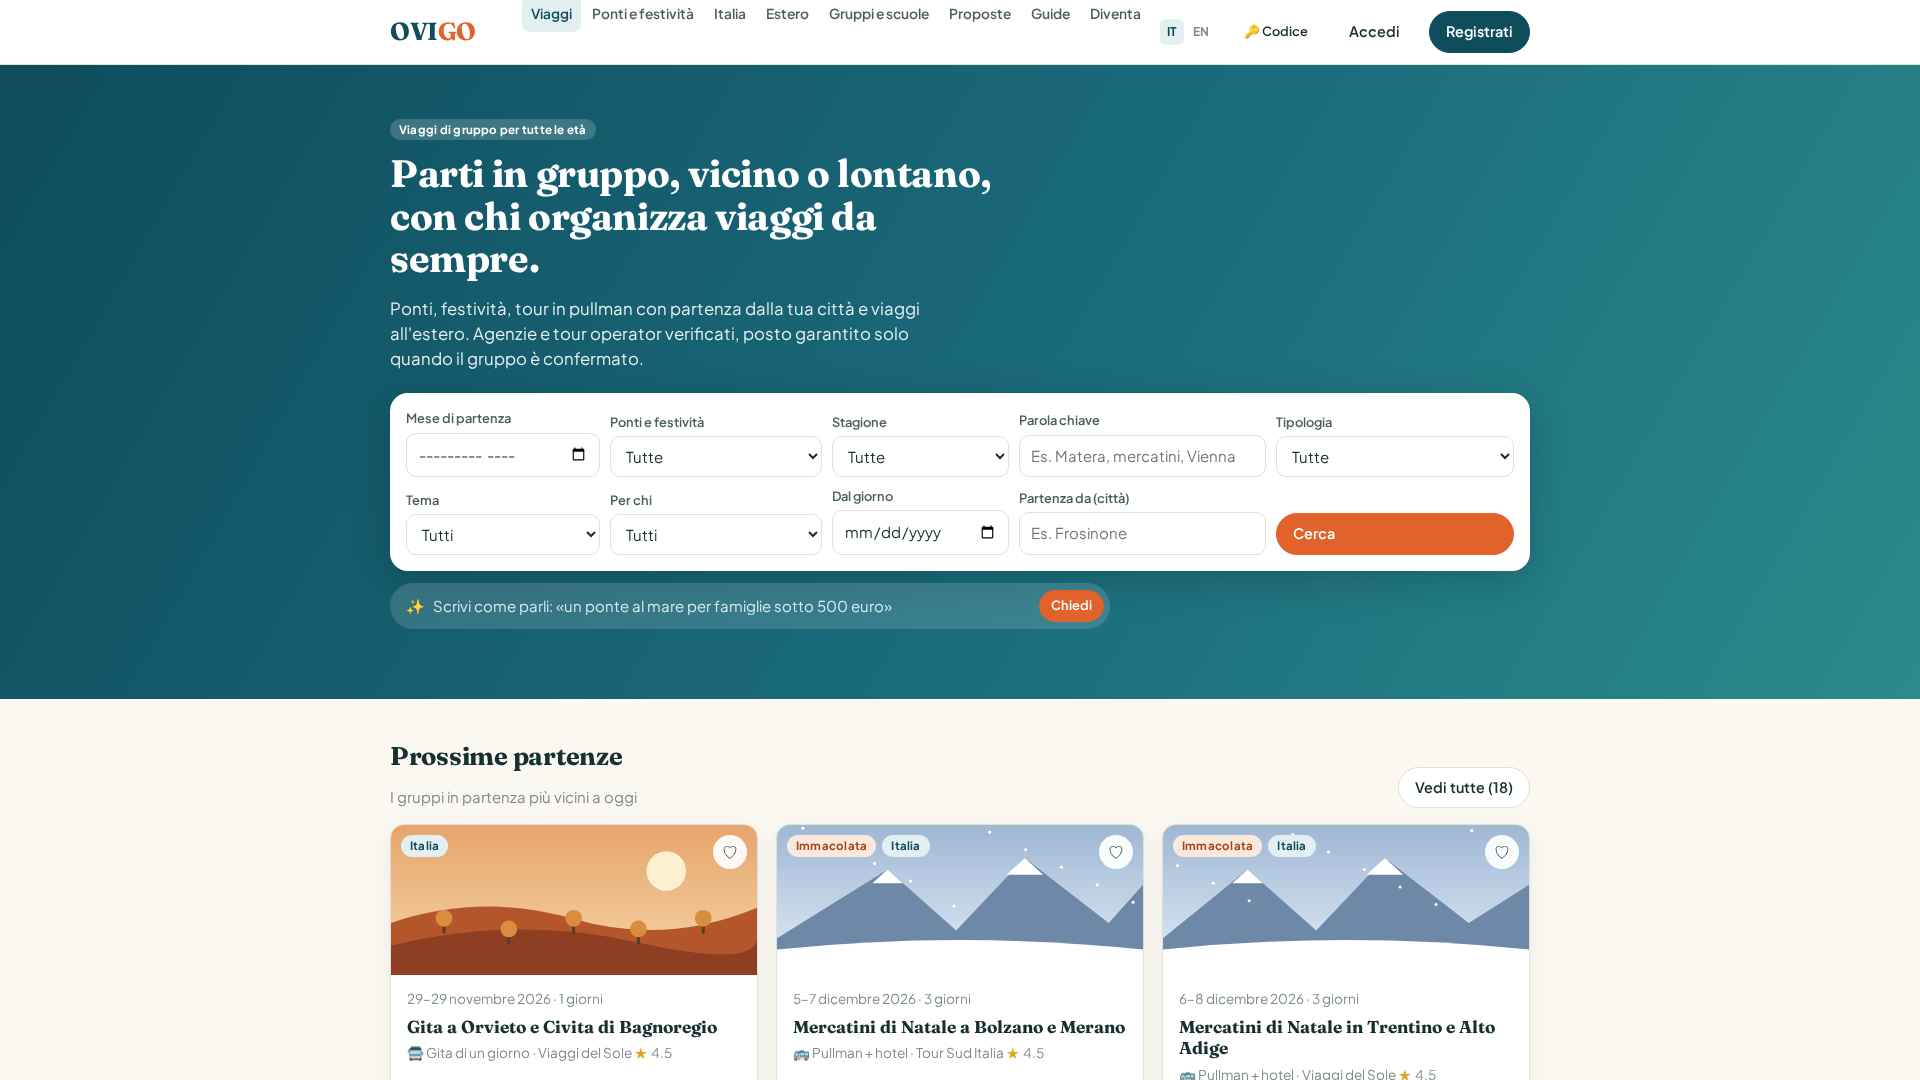 OVIGO
Viaggi Ponti e festività Italia Estero Gruppi e scuole Proposte Guide Diventa
IT EN
🔑 Codice
Accedi
Registrati
Viaggi di gruppo per tutte le età
Parti in gruppo, vicino o lontano,
con chi organizza viaggi da
sempre.
Ponti, festività, tour in pullman con partenza dalla tua città e viaggi
all'estero. Agenzie e tour operator verificati, posto garantito solo
quando il gruppo è confermato.
Mese di partenza Ponti e festività Stagione Parola chiave Tipologia
--------- ---- Tutte Tutte Es. Matera, mercatini, Vienna Tutte
Tema Per chi Dal giorno Partenza da (città)
Tutti Tutti mm/dd/yyyy Es. Frosinone Cerca
✨ Scrivi come parli: «un ponte al mare per famiglie sotto 500 euro» Chiedi
Prossime partenze
I gruppi in partenza più vicini a oggi
Vedi tutte (18)
Italia
29–29 novembre 2026 · 1 giorni
Gita a Orvieto e Civita di Bagnoregio
Gita di un giorno · Viaggi del Sole ★ 4.5
Immacolata Italia
5–7 dicembre 2026 · 3 giorni
Mercatini di Natale a Bolzano e Merano
Pullman + hotel · Tour Sud Italia ★ 4.5
Immacolata Italia
6–8 dicembre 2026 · 3 giorni
Mercatini di Natale in Trentino e Alto
Adige
Pullman + hotel · Viaggi del Sole ★ 4.5